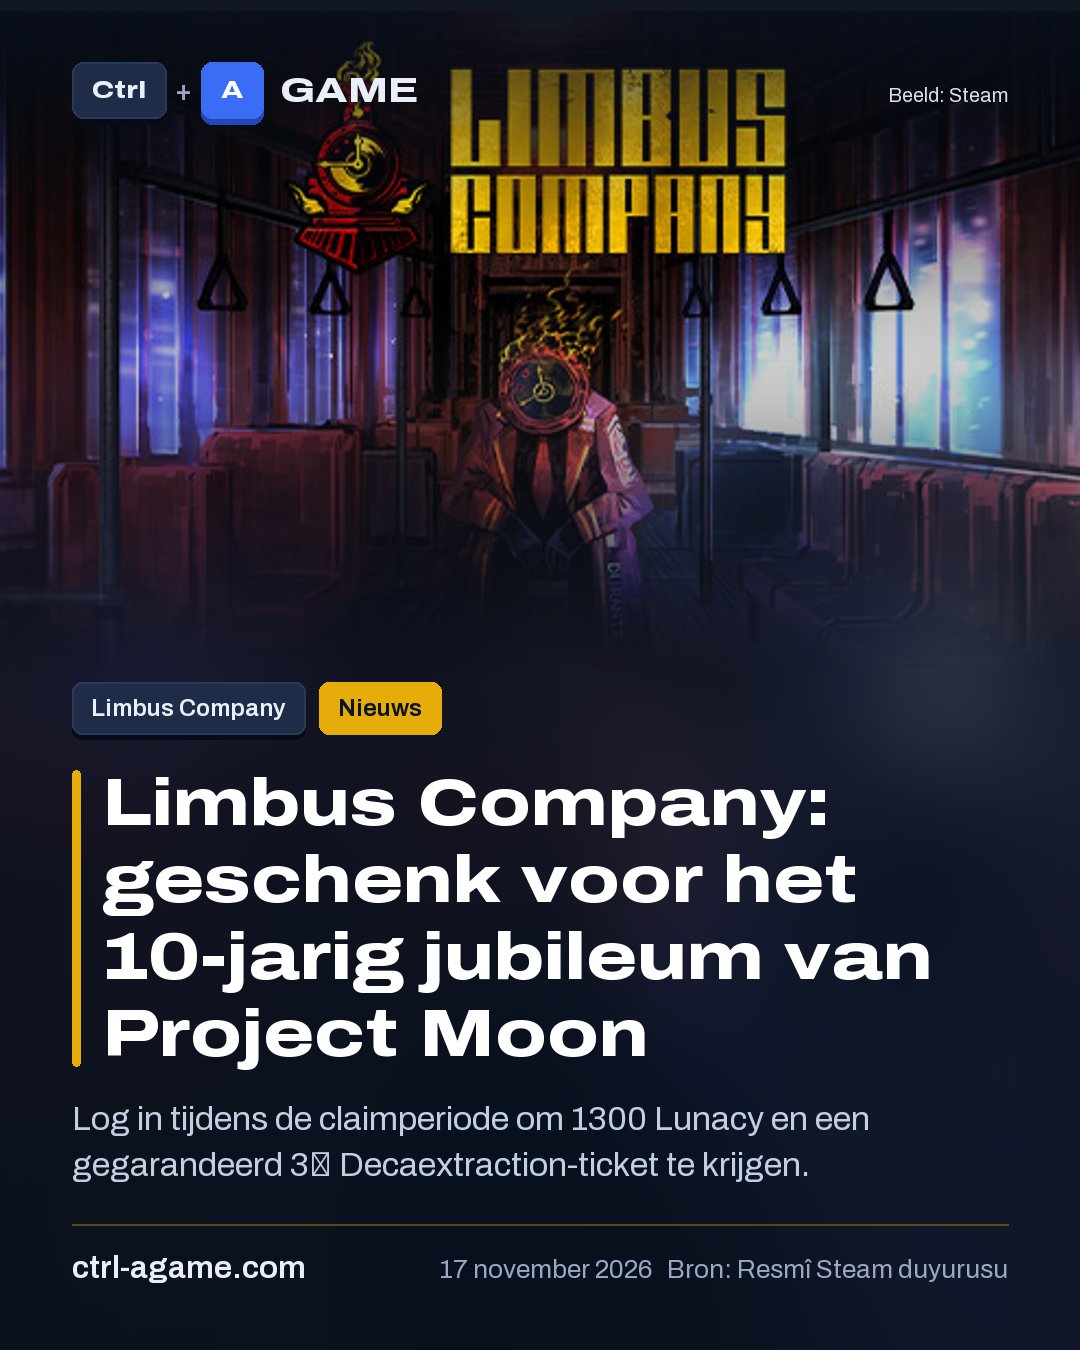 Ctrl + A GAME
LIMBUS COMPANY
Beeld: Steam
Limbus Company
Nieuws
Limbus Company:
geschenk voor het
10-jarig jubileum van
Project Moon
Log in tijdens de claimperiode om 1300 Lunacy en een
gegarandeerd 3 Decaextraction-ticket te krijgen.
ctrl-agame.com
17 november 2026 Bron: Resmî Steam duyurusu